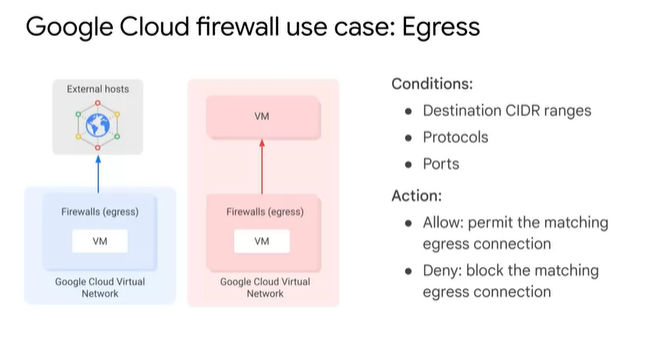 Google Cloud firewall use case: Egress
External hosts
Firewalls (egress)
VM
Google Cloud Virtual
Network
VM
Firewalls (egress)
VM
Google Cloud Virtual
Network
Conditions:
● Destination CIDR ranges
● Protocols
● Ports
Action:
● Allow: permit the matching
egress connection
● Deny: block the matching
egress connection